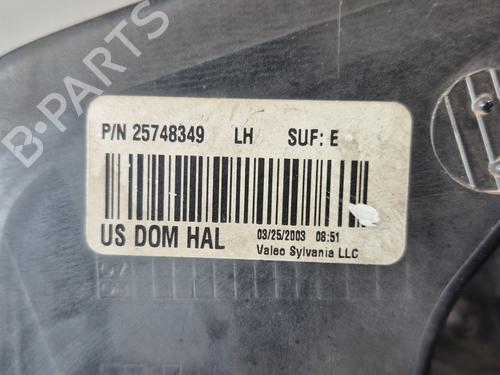 B-PARTS
P/N 25748349 LH SUF: E
US DOM HAL 03/25/2003 08:51
Valeo Sylvania LLC